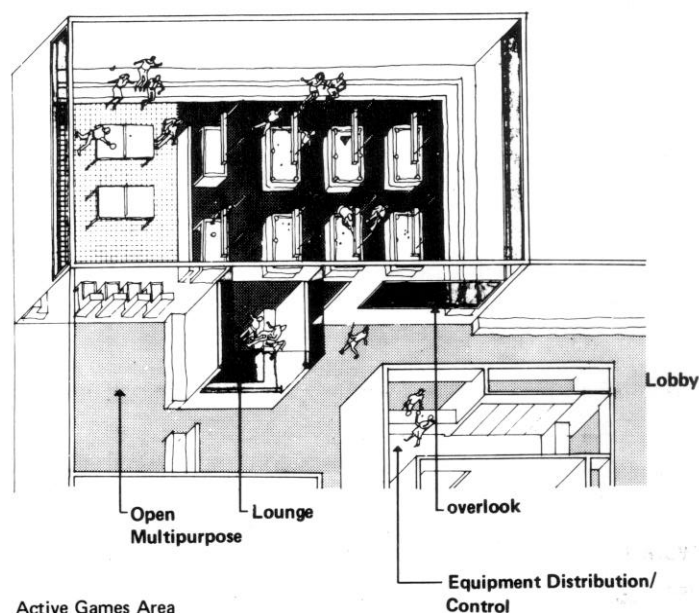 Lobby
Open
Multipurpose
Lounge
overlook
Equipment Distribution/
Control
Active Games Area